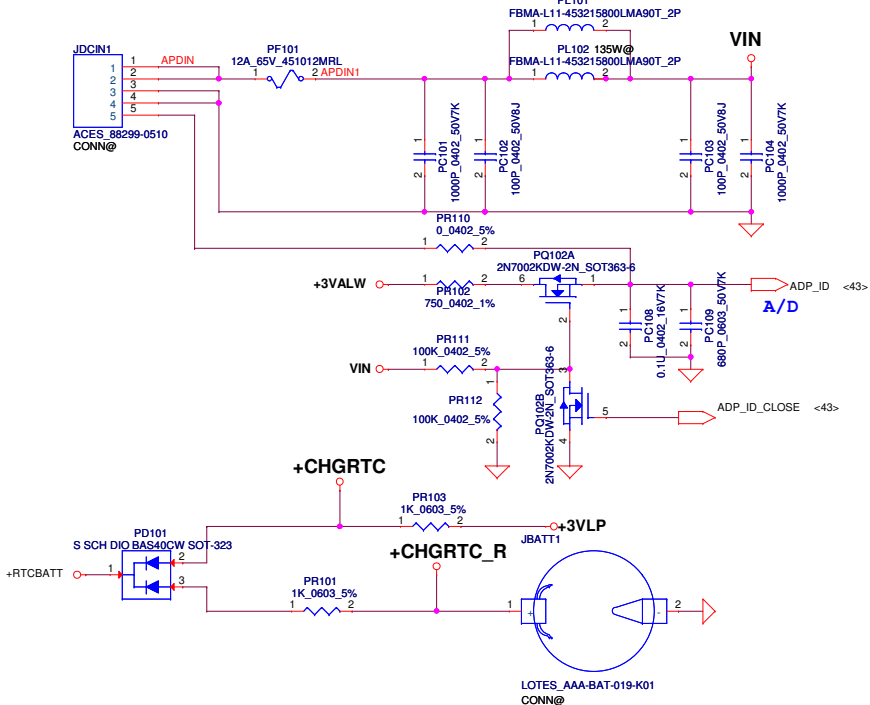 PL101
FBMA-L11-453215800LMA90T_2P
1 2
PL102 135W@
FBMA-L11-453215800LMA90T_2P
1 2
VIN
JDCIN1
1 1
2 2
3 3
4 4
5 5
ACES_88299-0510
CONN@
APDIN
PF101
12A_65V_451012MRL
1 2
APDIN1
1 2
PC101
1000P_0402_50V7K
1 2
PC102
100P_0402_50V8J
1 2
PC103
100P_0402_50V8J
1 2
PC104
1000P_0402_50V7K
PR110
0_0402_5%
1 2
PQ102A
2N7002KDW-2N_SOT363-6
6 1
2
+3VALW
1 2
PR102
750_0402_1%
ADP_ID <43>
A/D
1 2
PC108
0.1U_0402_16V7K
1 2
PC109
680P_0603_50V7K
PR111
100K_0402_5%
VIN
1 2
PR112
100K_0402_5%
1 2
3
PQ102B
2N7002KDW-2N_SOT363-6
5
4
ADP_ID_CLOSE <43>
+CHGRTC
PR103
1K_0603_5%
1 2
+3VLP
PD101
S SCH DIO BAS40CW SOT-323
+RTCBATT
1 2
3
+CHGRTC_R
PR101
1K_0603_5%
1 2
JBATT1
1 + - 2
LOTES_AAA-BAT-019-K01
CONN@